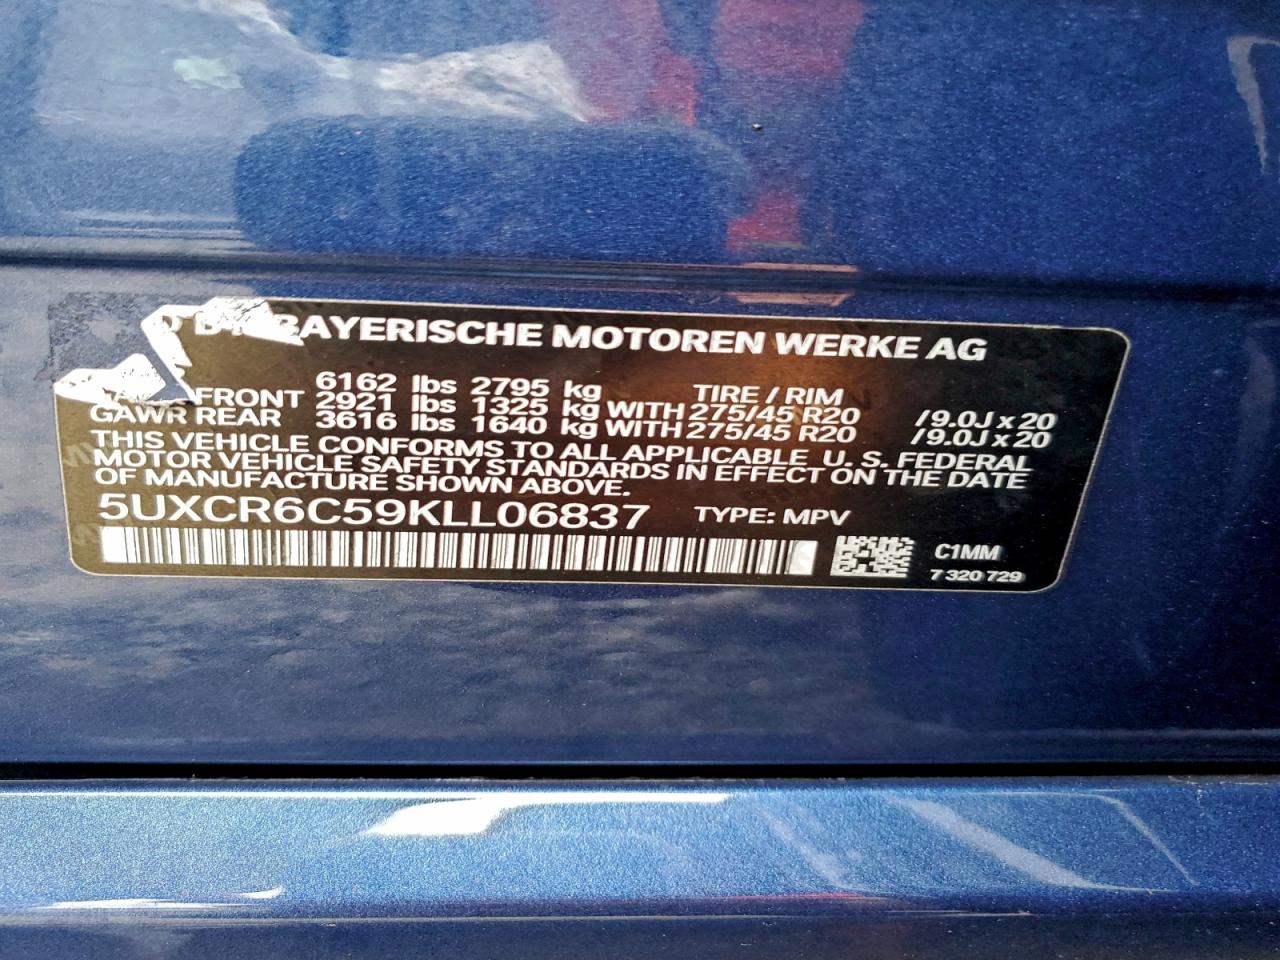 BAYERISCHE MOTOREN WERKE AG
6162 lbs 2795 kg TIRE / RIM
FRONT 2921 lbs 1325 kg WITH 275/45 R20 /9.0J x 20
GAWR REAR 3616 lbs 1640 kg WITH 275/45 R20 /9.0J x 20
THIS VEHICLE CONFORMS TO ALL APPLICABLE U.S. FEDERAL
MOTOR VEHICLE SAFETY STANDARDS IN EFFECT ON THE DATE
OF MANUFACTURE SHOWN ABOVE.
5UXCR6C59KLL06837 TYPE: MPV
C1MM
7 320 729